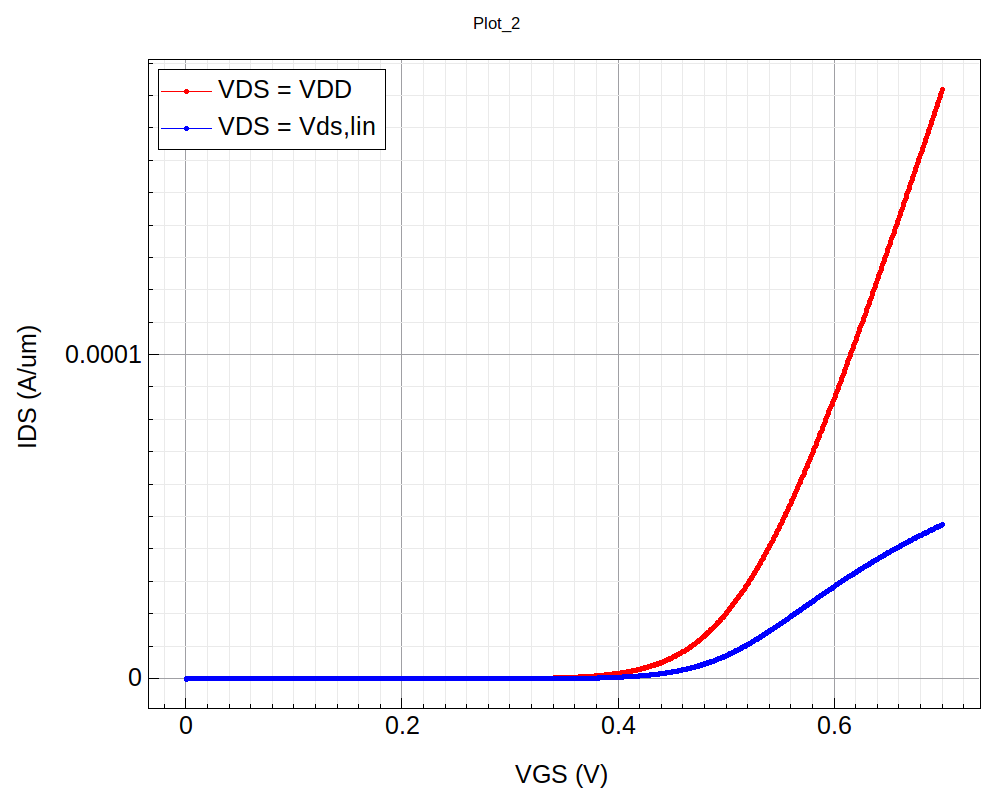 Plot_2
VDS = VDD
VDS = Vds,lin
IDS (A/um)
0.0001
0
0
0.2
0.4
0.6
VGS (V)